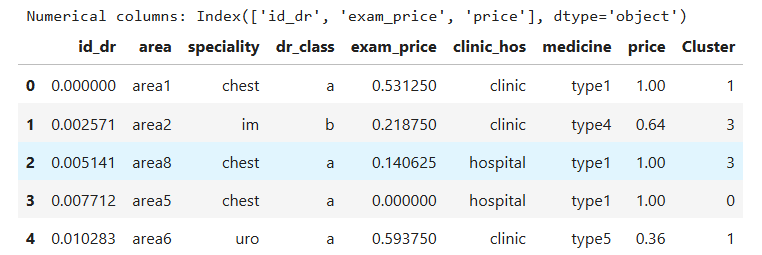 Numerical columns: Index(['id_dr', 'exam_price', 'price'], dtype='object')
id_dr area speciality dr_class exam_price clinic_hos medicine price Cluster
0 0.000000 area1 chest a 0.531250 clinic type1 1.00 1
1 0.002571 area2 im b 0.218750 clinic type4 0.64 3
2 0.005141 area8 chest a 0.140625 hospital type1 1.00 3
3 0.007712 area5 chest a 0.000000 hospital type1 1.00 0
4 0.010283 area6 uro a 0.593750 clinic type5 0.36 1